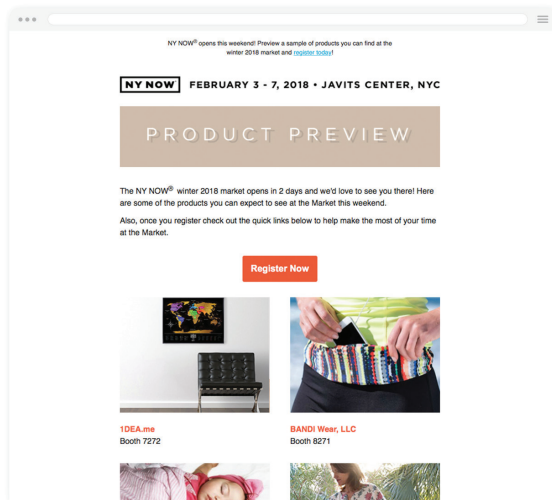 NY NOW® opens this weekend! Preview a sample of products you can find at the
winter 2018 market and register today!
NY NOW FEBRUARY 3 - 7, 2018 • JAVITS CENTER, NYC
PRODUCT PREVIEW
The NY NOW® winter 2018 market opens in 2 days and we'd love to see you there! Here
are some of the products you can expect to see at the Market this weekend.
Also, once you register check out the quick links below to help make the most of your time
at the Market.
Register Now
1DEA.me
Booth 7272
BANDI Wear, LLC
Booth 8271